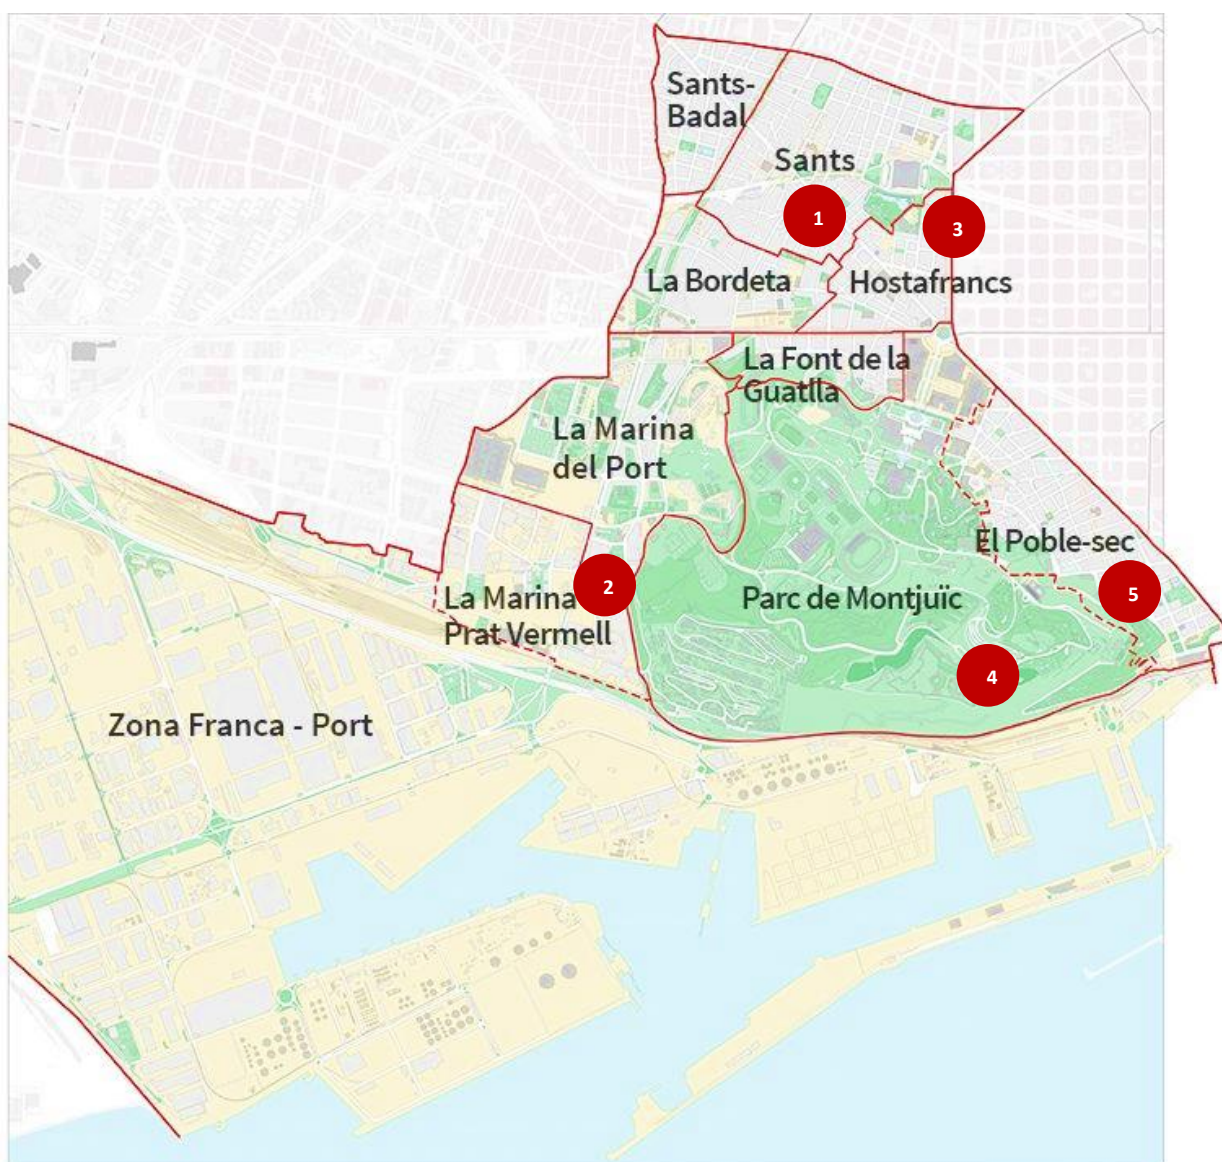 Sants-
Badal
Sants
1
3
La Bordeta
Hostafrancs
La Font de la
Guatlla
La Marina
del Port
El Poble-sec
2
5
La Marina
Prat Vermell
Parc de Montjuïc
4
Zona Franca - Port